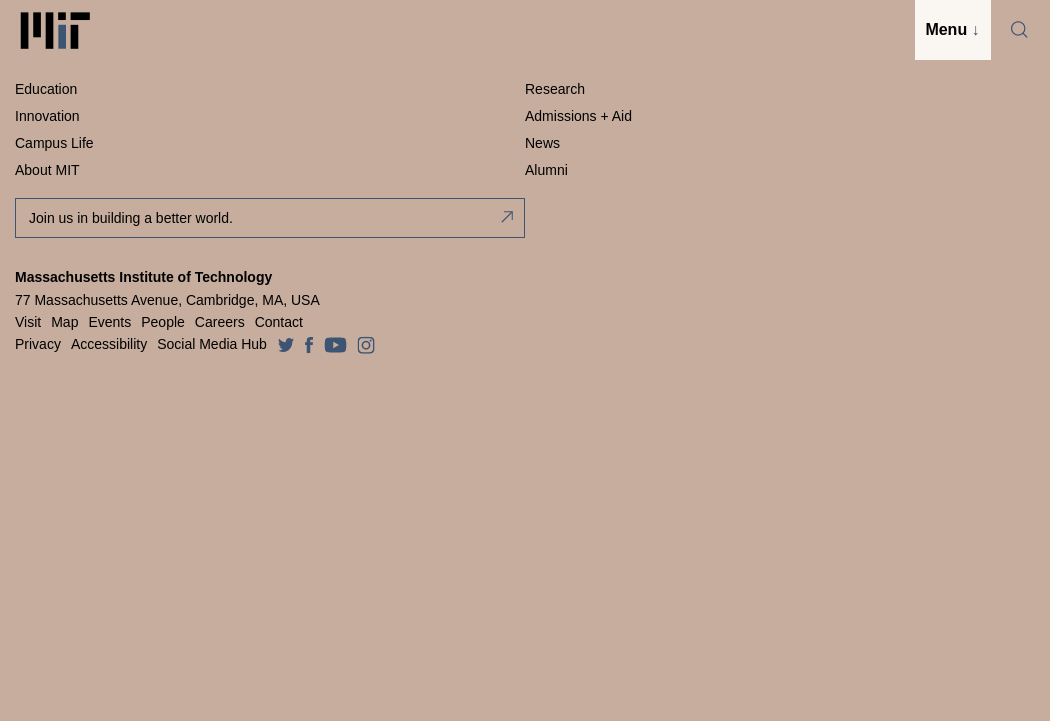 MIT
Menu ↓
Education
Research
Innovation
Admissions + Aid
Campus Life
News
About MIT
Alumni
Join us in building a better world.
Massachusetts Institute of Technology
77 Massachusetts Avenue, Cambridge, MA, USA
Visit Map Events People Careers Contact
Privacy Accessibility Social Media Hub